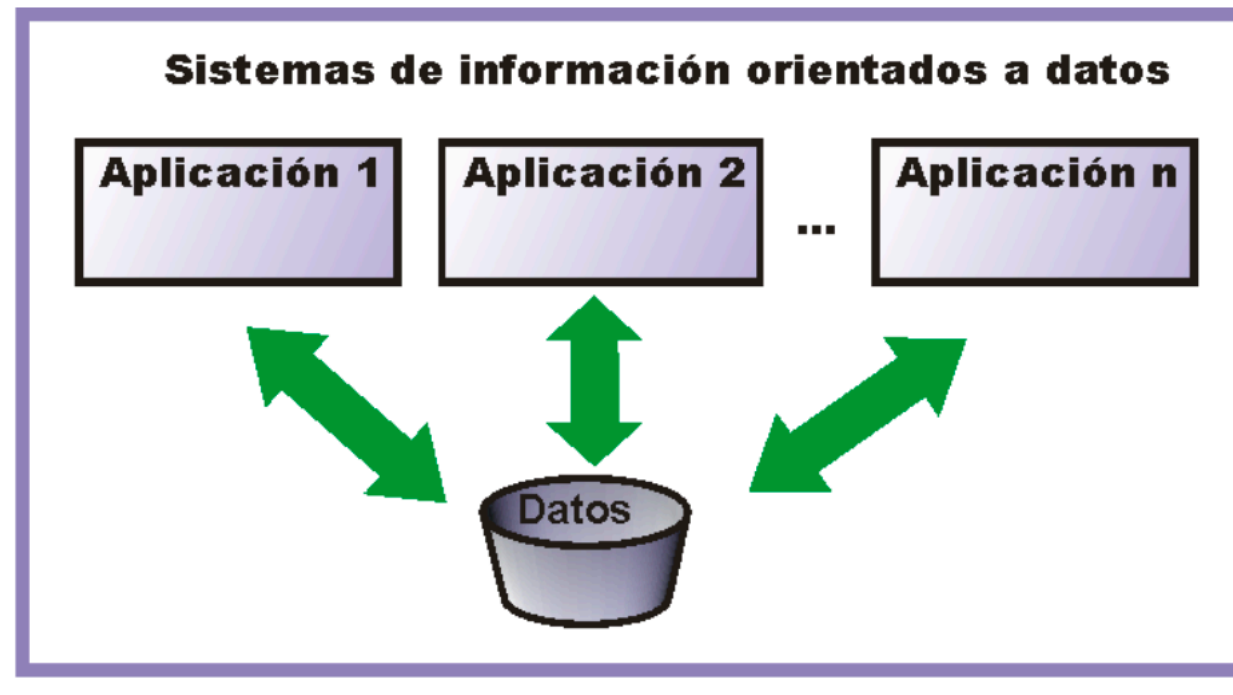 Sistemas de información orientados a datos
Aplicación 1
Aplicación 2
...
Aplicación n
Datos